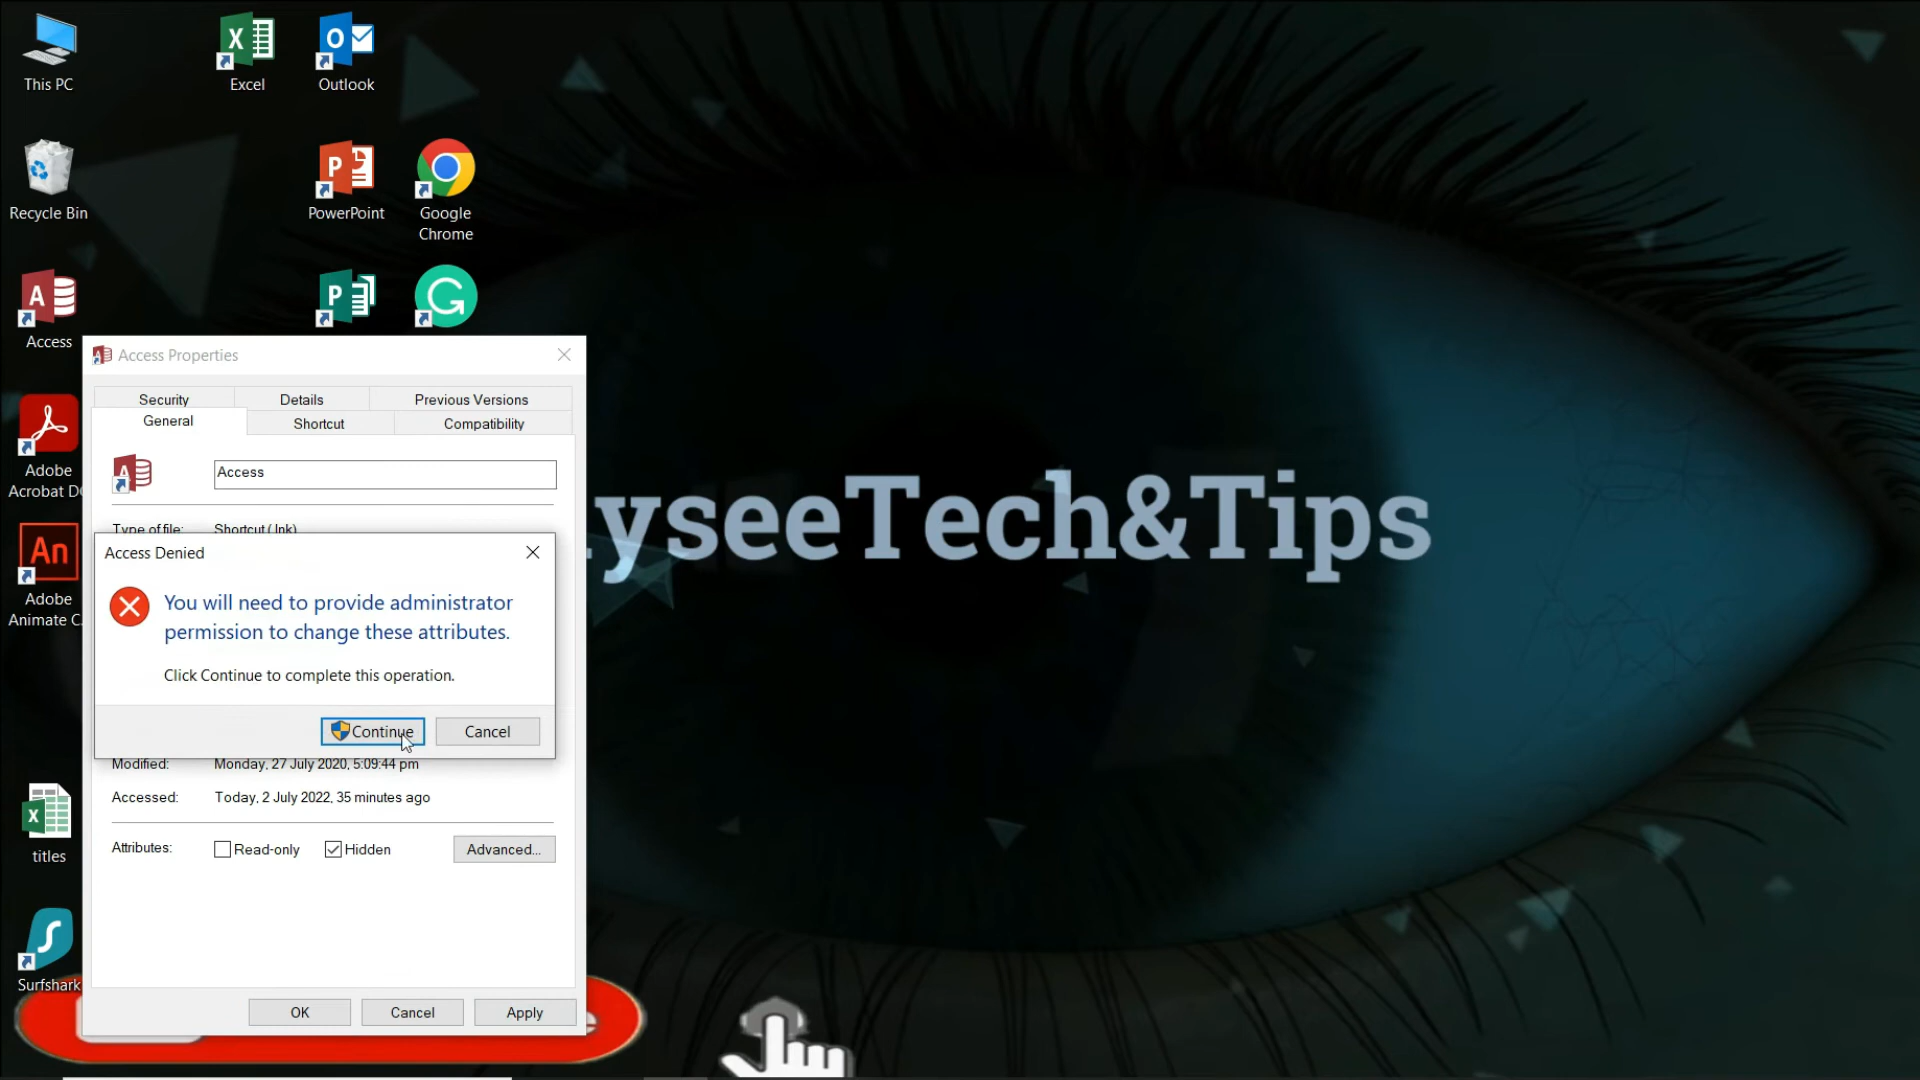 This PC
Excel
Outlook
Recycle Bin
PowerPoint
Google
Chrome
Access
Adobe
Acrobat D
Adobe
Animate C
titles
Surfshark
Access Properties
Security
Details
Previous Versions
General
Shortcut
Compatibility
Access
Type of file:
Shortcut (.lnk)
Access Denied
You will need to provide administrator
permission to change these attributes.
Click Continue to complete this operation.
Continue
Cancel
Modified:
Monday, 27 July 2020, 5:09:44 pm
Accessed:
Today, 2 July 2022, 35 minutes ago
Attributes:
Read-only
Hidden
Advanced...
OK
Cancel
Apply
yseeTech&Tips